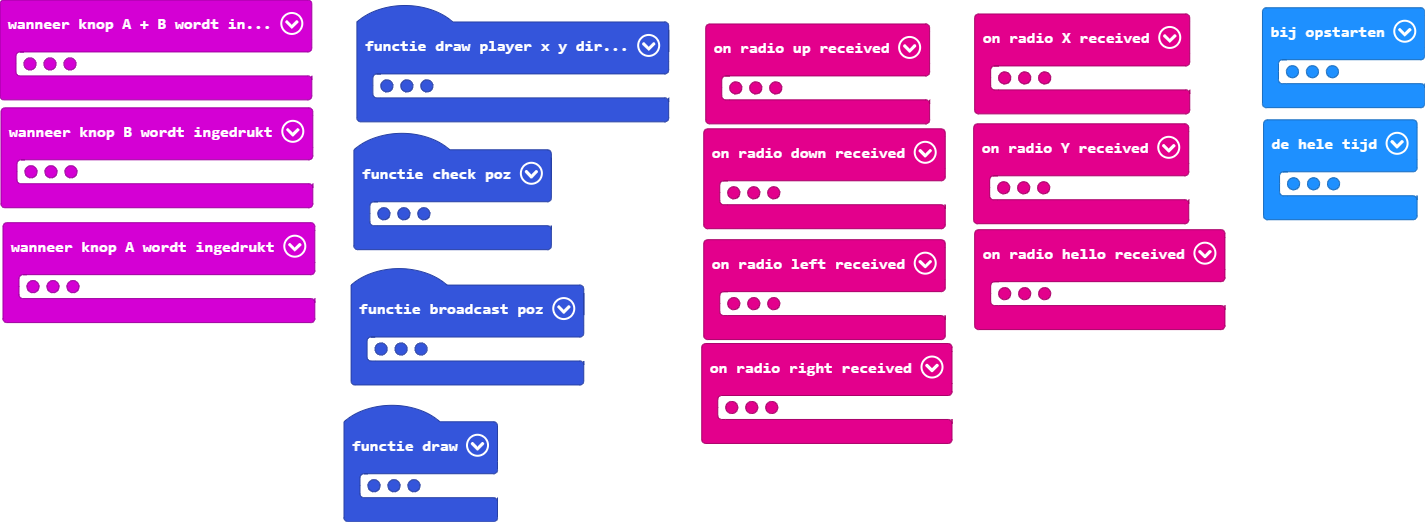 wanneer knop A + B wordt in...
wanneer knop B wordt ingedrukt
wanneer knop A wordt ingedrukt
functie draw player x y dir...
functie check poz
functie broadcast poz
functie draw
on radio up received
on radio down received
on radio left received
on radio right received
on radio X received
on radio Y received
on radio hello received
bij opstarten
de hele tijd